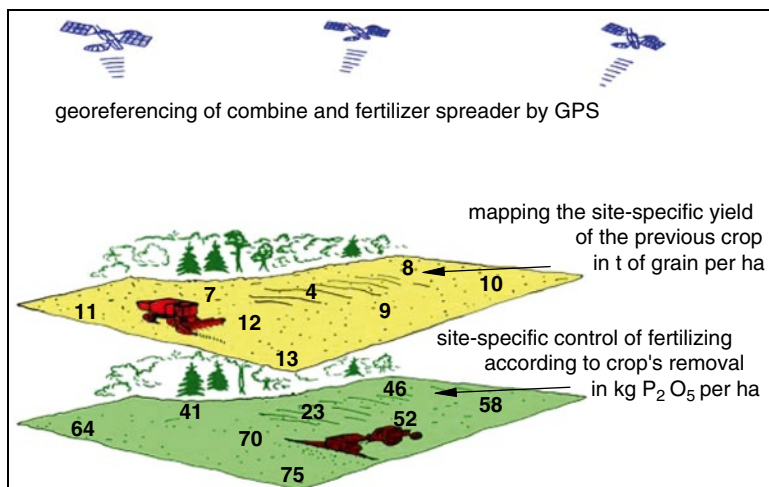 georeferencing of combine and fertilizer spreader by GPS
mapping the site-specific yield
of the previous crop
in t of grain per ha
8
10
7
4
11
12
9
13
site-specific control of fertilizing
according to crop's removal
in kg P₂ O₅ per ha
46
58
41
23
52
64
70
75